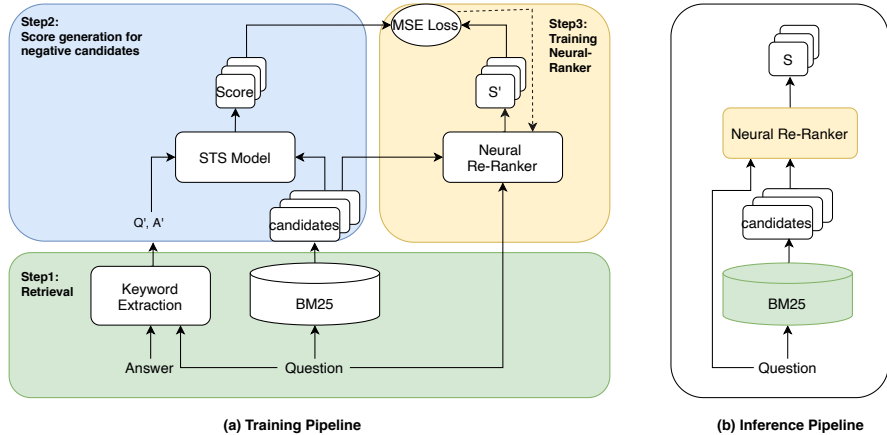 Step2:
Score generation for
negative candidates
MSE Loss
Step3:
Training
Neural-
Ranker
Score
S'
STS Model
Neural
Re-Ranker
Q', A'
candidates
Step1:
Retrieval
Keyword
Extraction
BM25
Answer
Question
(a) Training Pipeline
S
Neural Re-Ranker
candidates
BM25
Question
(b) Inference Pipeline